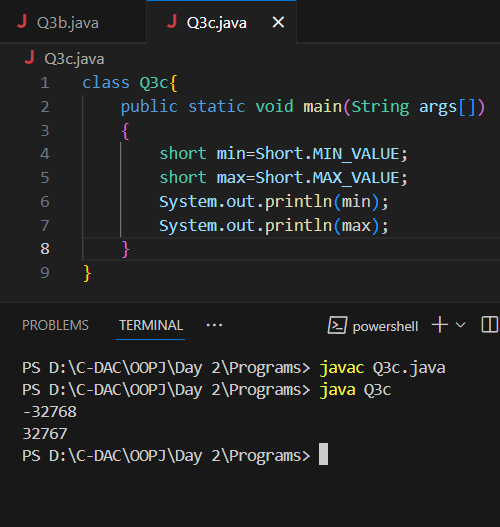 J Q3b.java J Q3c.java ×
J Q3c.java
1 class Q3c{
2 public static void main(String args[])
3 {
4 short min=Short.MIN_VALUE;
5 short max=Short.MAX_VALUE;
6 System.out.println(min);
7 System.out.println(max);
8 }
9 }
PROBLEMS TERMINAL ··· powershell
PS D:\C-DAC\OOPJ\Day 2\Programs> javac Q3c.java
PS D:\C-DAC\OOPJ\Day 2\Programs> java Q3c
-32768
32767
PS D:\C-DAC\OOPJ\Day 2\Programs>